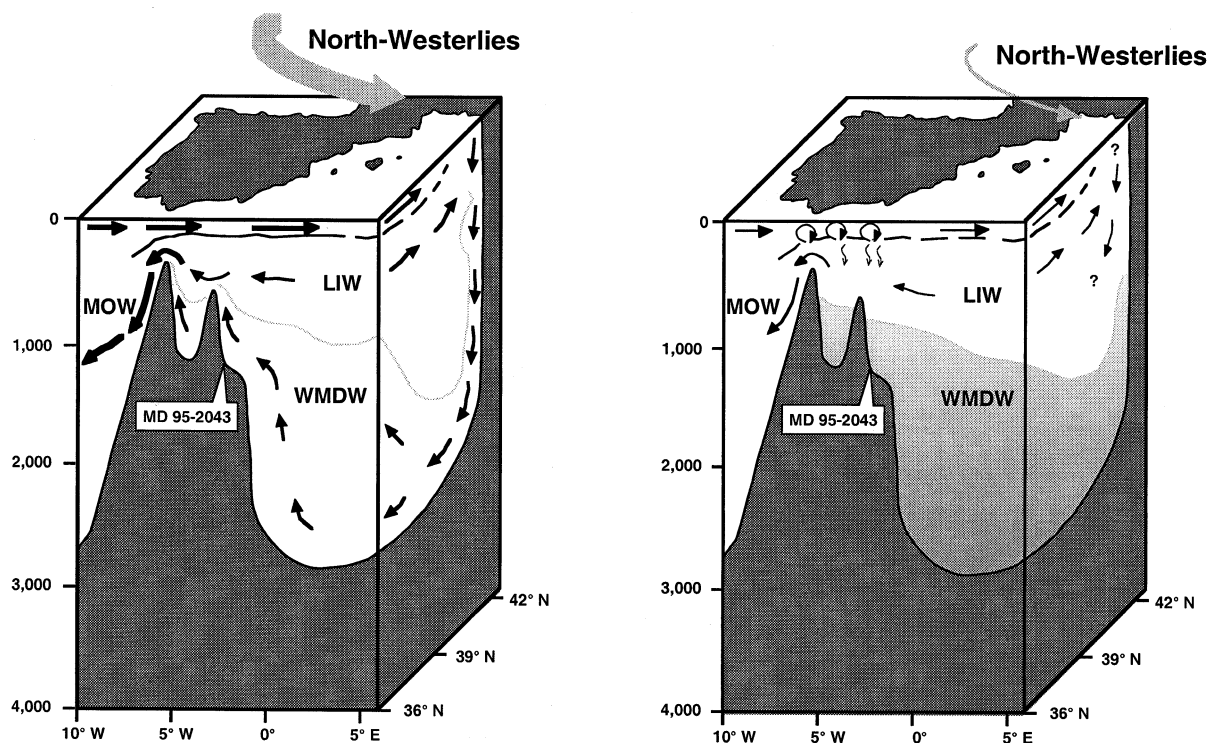 North-Westerlies
0
LIW
MOW
1,000
WMDW
MD 95-2043
2,000
3,000
42° N
39° N
4,000
36° N
10° W
5° W
0°
5° E
North-Westerlies
?
0
?
LIW
MOW
1,000
WMDW
MD 95-2043
2,000
3,000
42° N
39° N
4,000
36° N
10° W
5° W
0°
5° E